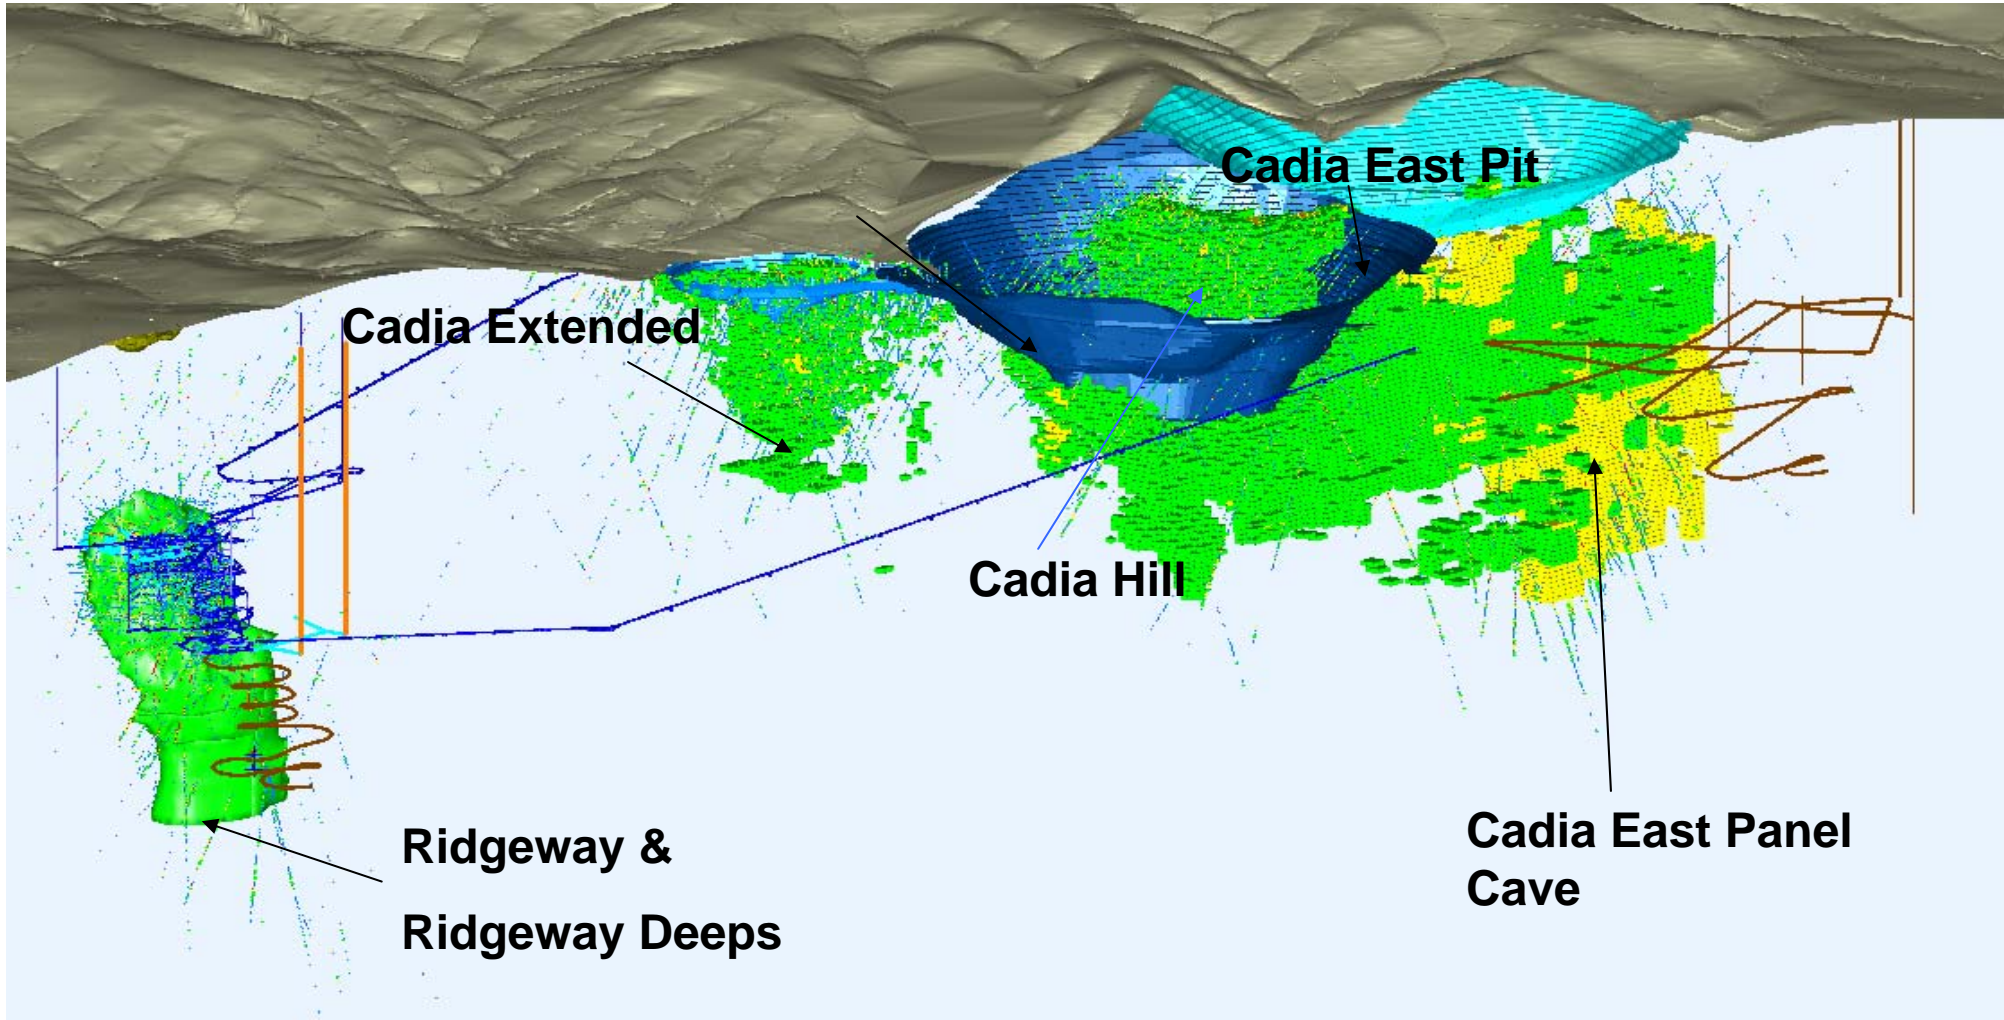 Cadia East Pit
Cadia Extended
Cadia Hill
Ridgeway &
Ridgeway Deeps
Cadia East Panel
Cave